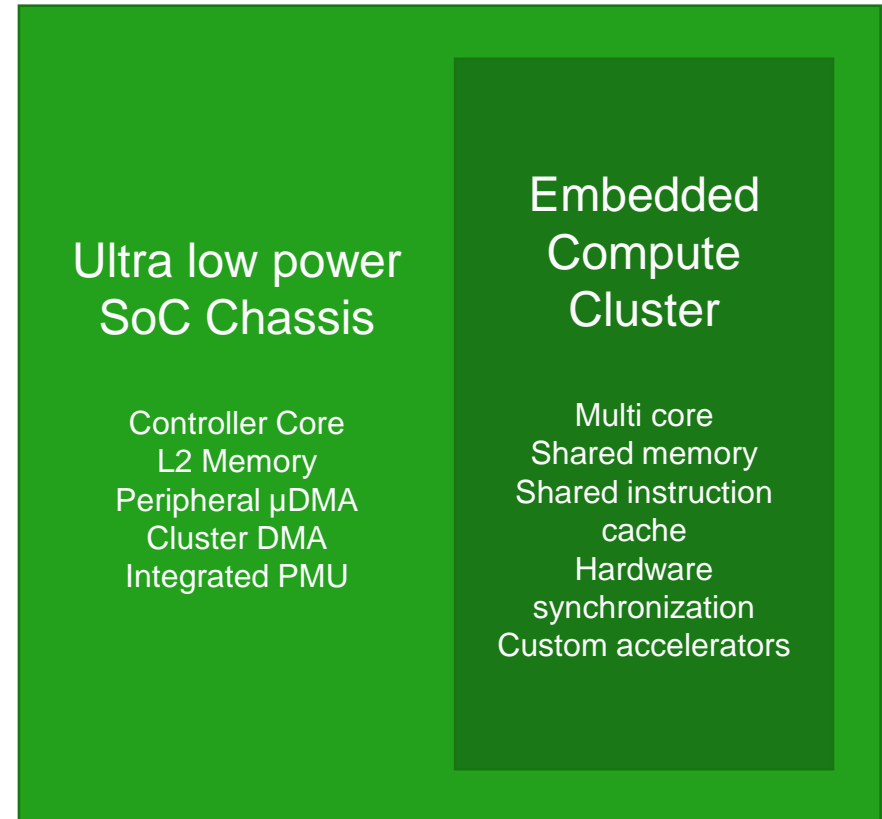 Ultra low power
SoC Chassis
Controller Core
L2 Memory
Peripheral µDMA
Cluster DMA
Integrated PMU
Embedded
Compute
Cluster
Multi core
Shared memory
Shared instruction
cache
Hardware
synchronization
Custom accelerators